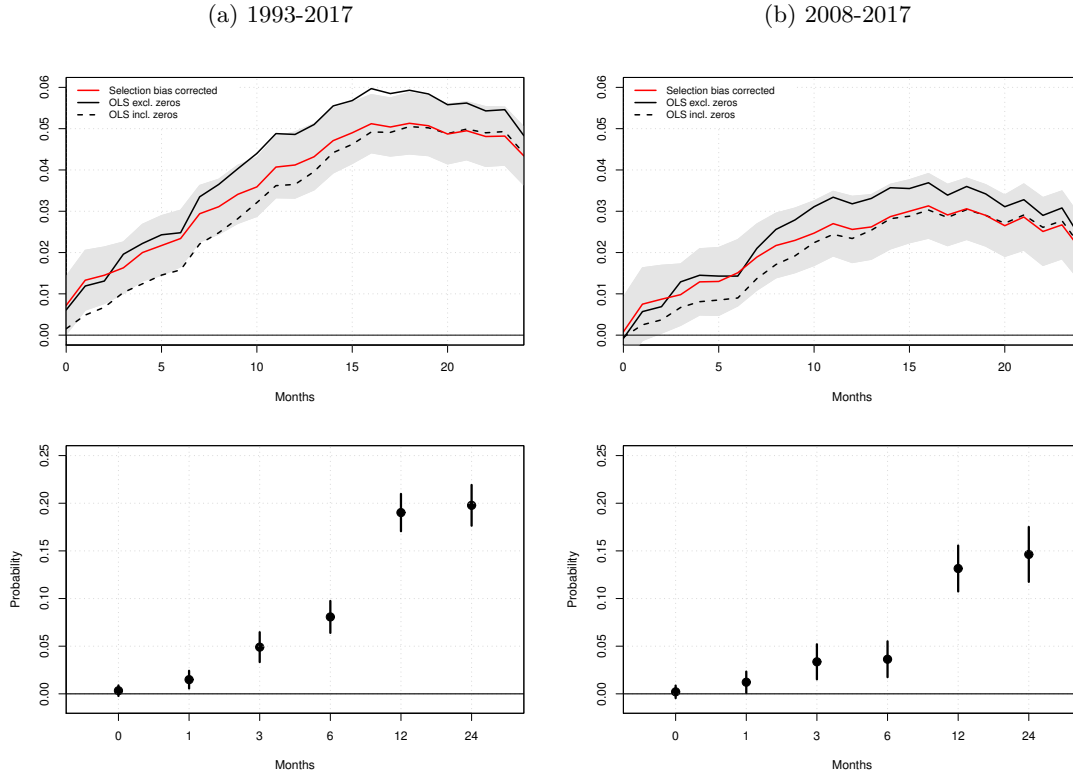 (a) 1993-2017
(b) 2008-2017
0.06
0.05
0.04
0.03
0.02
0.01
0.00
Selection bias corrected
OLS excl. zeros
OLS incl. zeros
0 5 10 15 20
Months
0.06
0.05
0.04
0.03
0.02
0.01
0.00
Selection bias corrected
OLS excl. zeros
OLS incl. zeros
0 5 10 15 20
Months
Probability
0.25
0.20
0.15
0.10
0.05
0.00
0 1 3 6 12 24
Months
Probability
0.25
0.20
0.15
0.10
0.05
0.00
0 1 3 6 12 24
Months